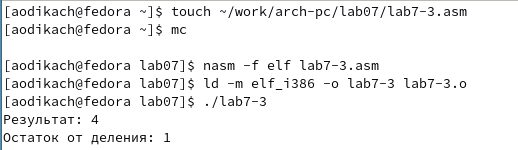 [aodikach@fedora ~]$ touch ~/work/arch-pc/lab07/lab7-3.asm
[aodikach@fedora ~]$ mc
[aodikach@fedora lab07]$ nasm -f elf lab7-3.asm
[aodikach@fedora lab07]$ ld -m elf_i386 -o lab7-3 lab7-3.o
[aodikach@fedora lab07]$ ./lab7-3
Результат: 4
Остаток от деления: 1